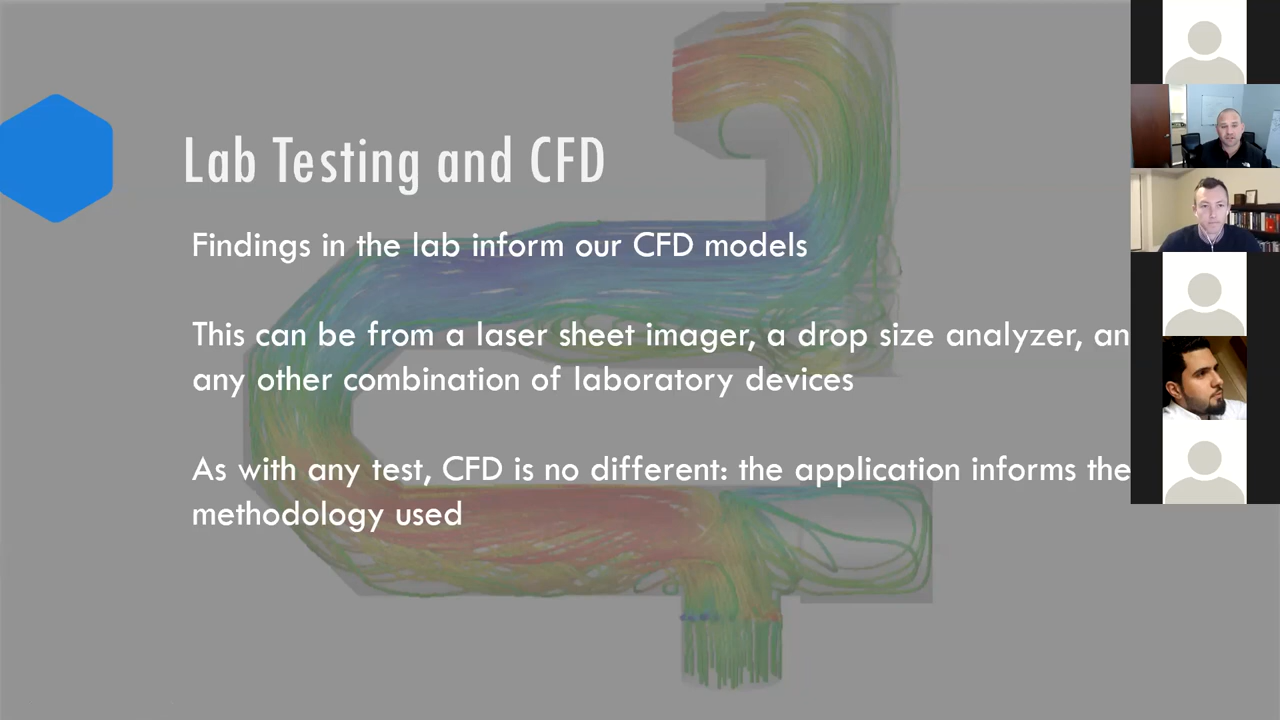 Lab Testing and CFD
Findings in the lab inform our CFD models
This can be from a laser sheet imager, a drop size analyzer, an
any other combination of laboratory devices
As with any test, CFD is no different: the application informs the
methodology used